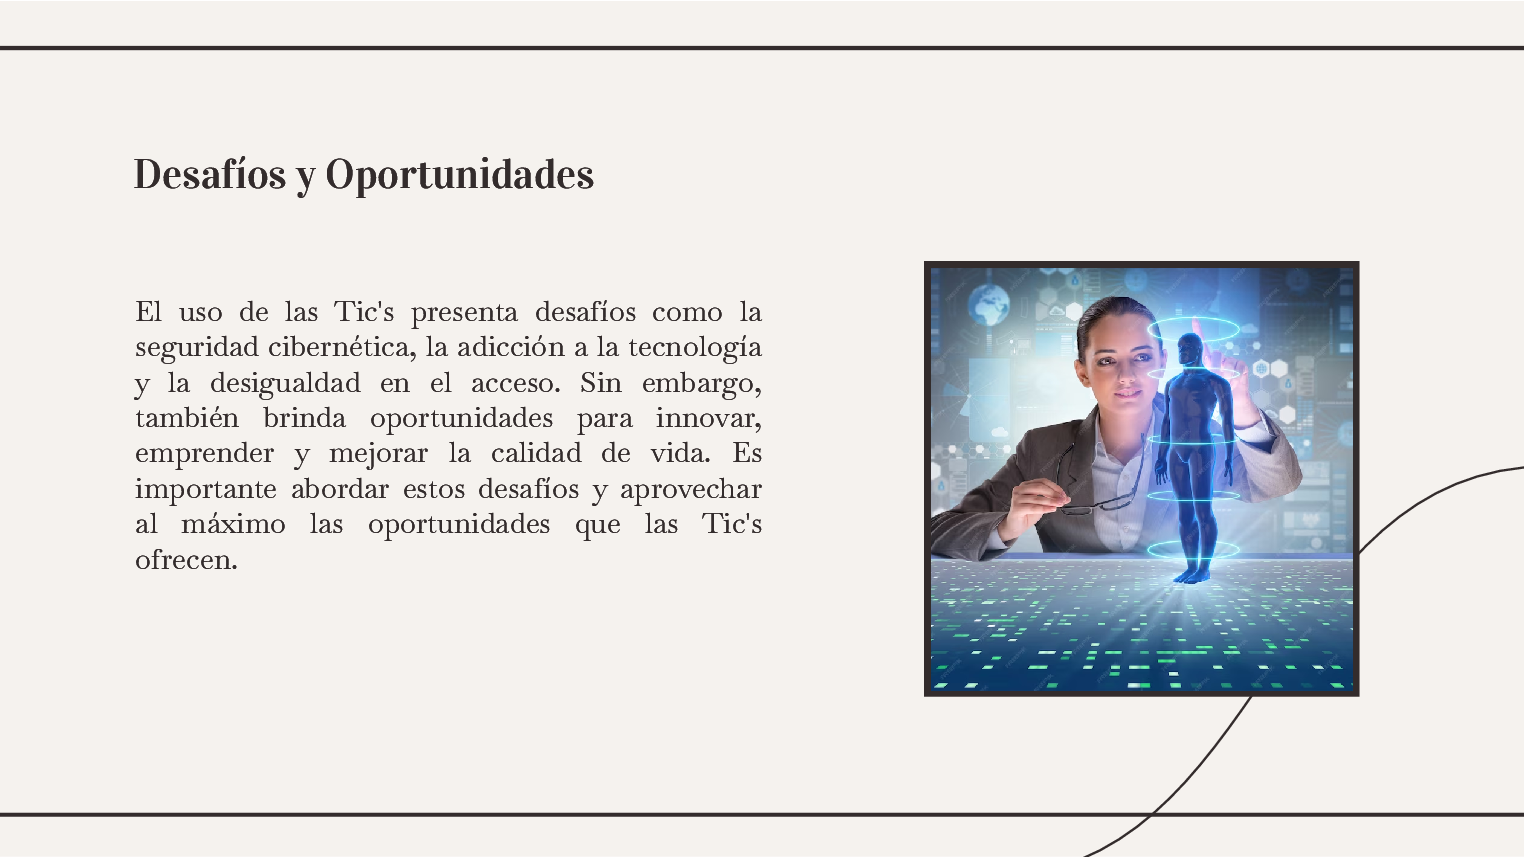 Desafíos y Oportunidades
El uso de las Tic's presenta desafíos como la
seguridad cibernética, la adicción a la tecnología
y la desigualdad en el acceso. Sin embargo,
también brinda oportunidades para innovar,
emprender y mejorar la calidad de vida. Es
importante abordar estos desafíos y aprovechar
al máximo las oportunidades que las Tic's
ofrecen.